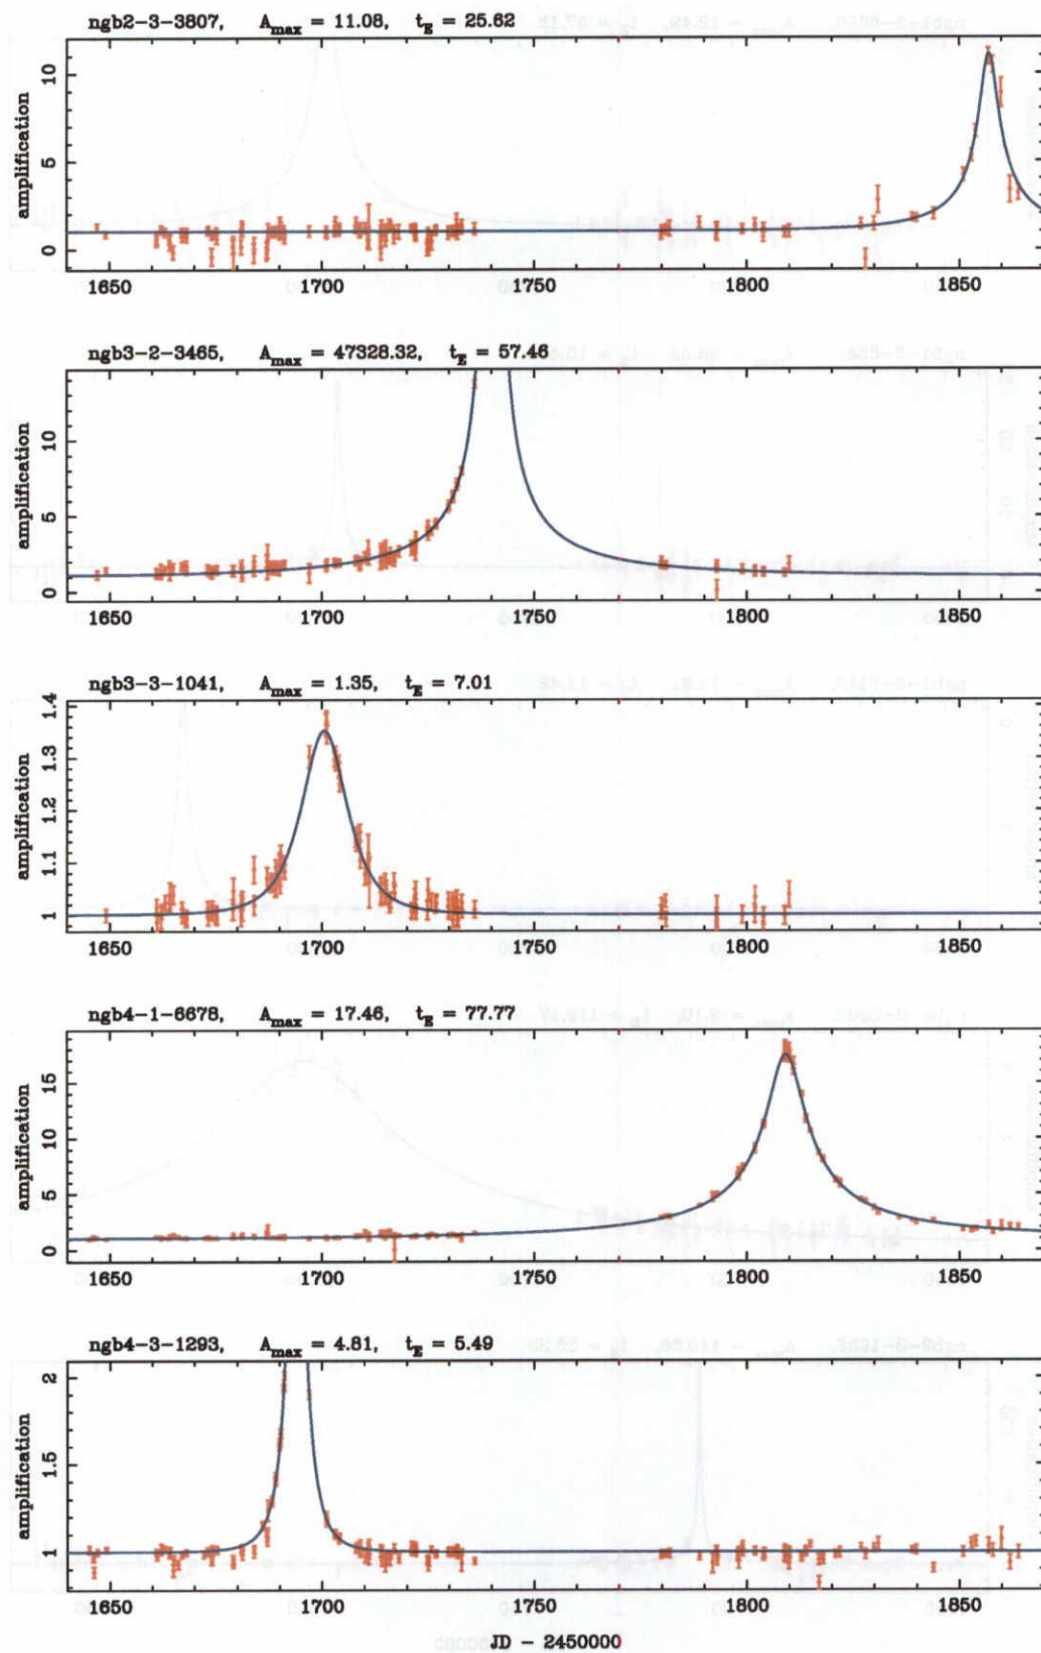 ngb2-3-3807, A_max = 11.08, t_E = 25.62
amplification
10
5
0
1650 1700 1750 1800 1850
ngb3-2-3465, A_max = 47328.32, t_E = 57.46
amplification
10
5
0
1650 1700 1750 1800 1850
ngb3-3-1041, A_max = 1.35, t_E = 7.01
amplification
1.4
1.3
1.2
1.1
1
1650 1700 1750 1800 1850
ngb4-1-6678, A_max = 17.46, t_E = 77.77
amplification
15
10
5
0
1650 1700 1750 1800 1850
ngb4-3-1293, A_max = 4.81, t_E = 5.49
amplification
2
1.5
1
1650 1700 1750 1800 1850
JD - 2450000